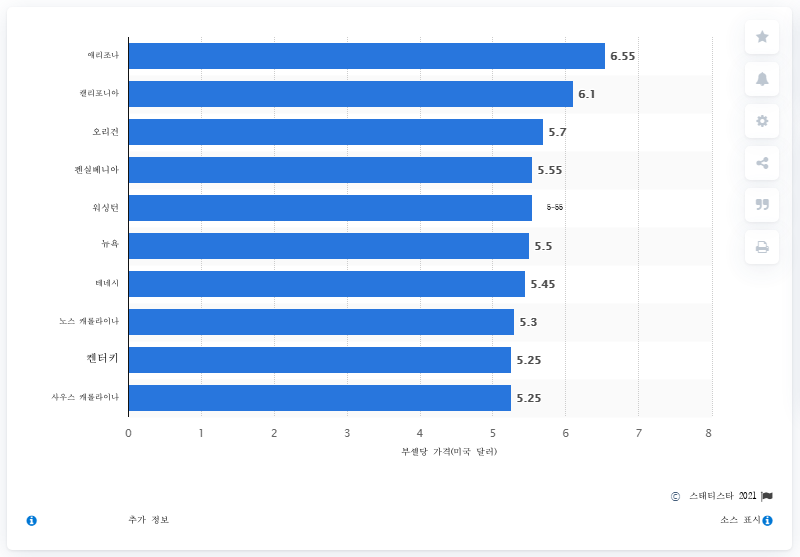 애리조나 6.55
캘리포니아 6.1
오리건 5.7
펜실베니아 5.55
워싱턴 5-55
뉴욕 5.5
테네시 5.45
노스 캐롤라이나 5.3
켄터키 5.25
사우스 캐롤라이나 5.25
0 1 2 3 4 5 6 7 8
부셸당 가격(미국 달러)
© 스태티스타 2021
추가 정보 소스 표시